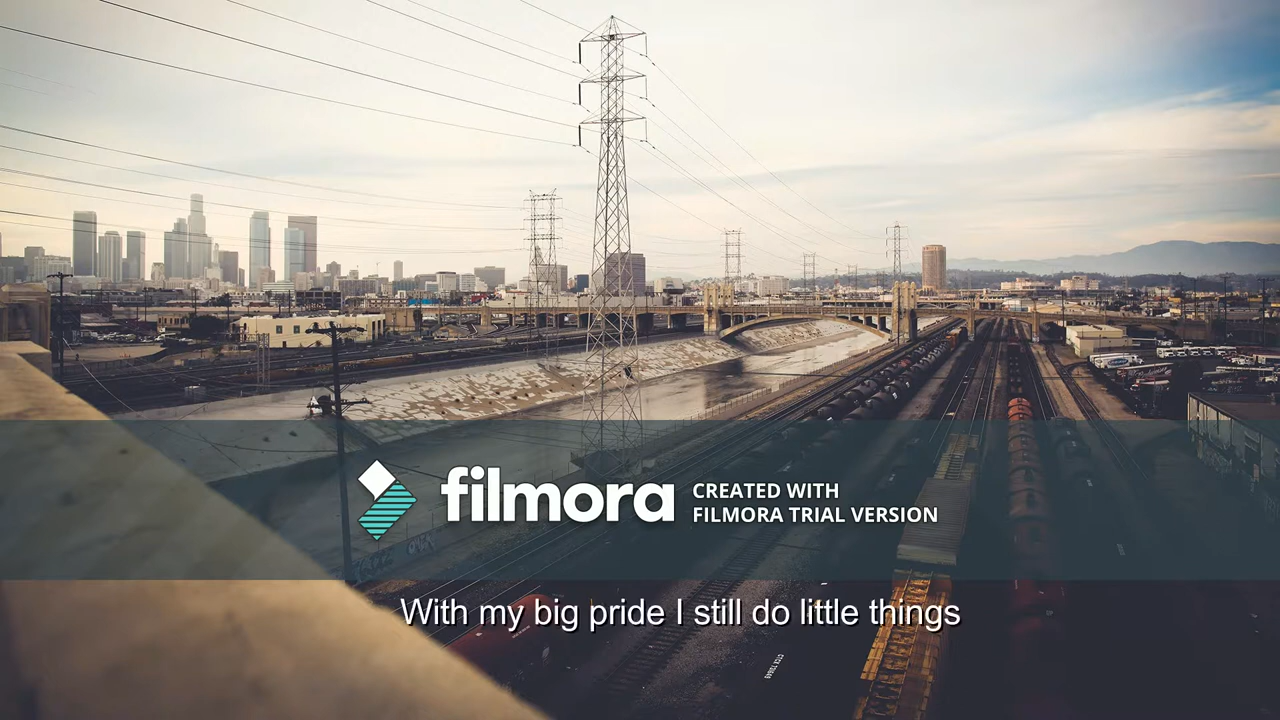 filmora
CREATED WITH
FILMORA TRIAL VERSION
With my big pride I still do little things